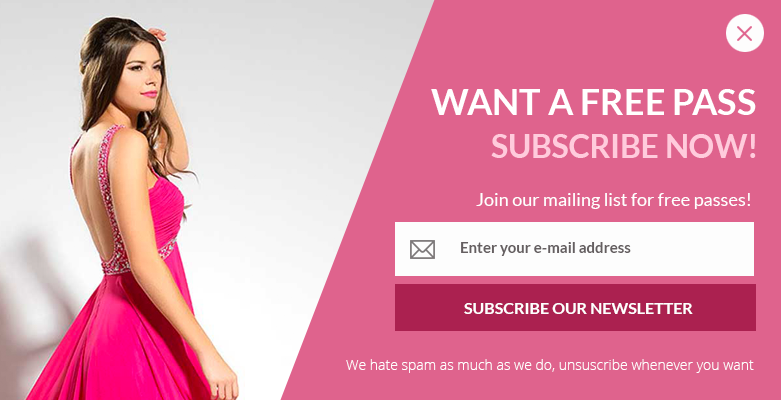 WANT A FREE PASS
SUBSCRIBE NOW!
Join our mailing list for free passes!
Enter your e-mail address
SUBSCRIBE OUR NEWSLETTER
We hate spam as much as we do, unsuscribe whenever you want